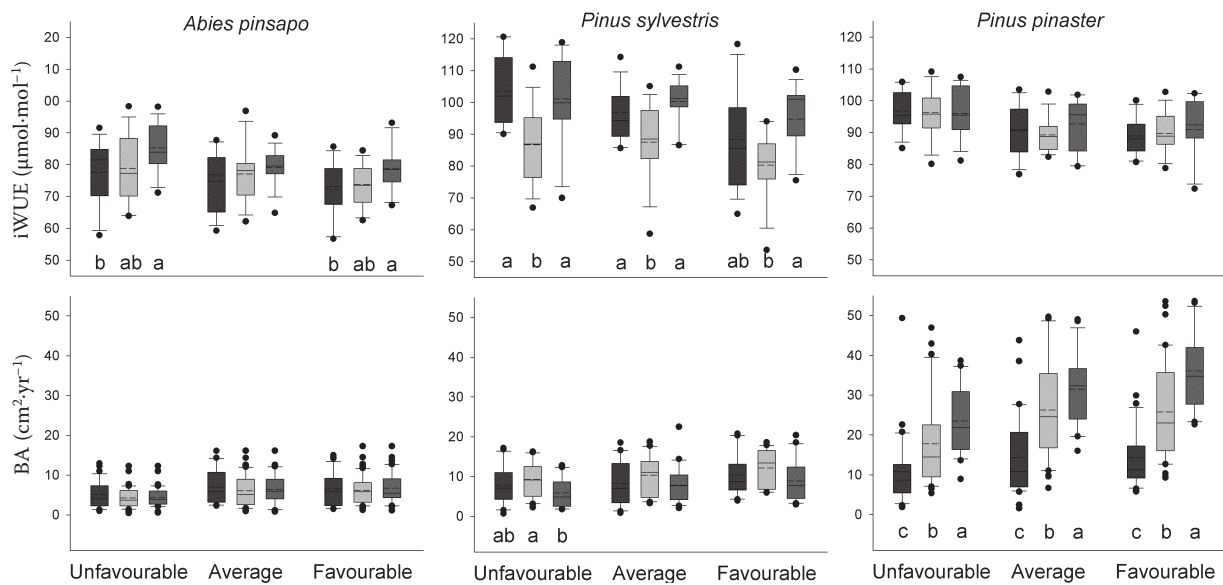 Abies pinsapo
Pinus sylvestris
Pinus pinaster
iWUE (μmol·mol⁻¹)
20
00
90
80
70
60
50
b ab a
b ab a
120
110
100
90
80
70
60
50
a b a
a b a
ab b a
120
110
100
90
80
70
60
50
BA (cm²·yr⁻¹)
50
40
30
20
10
0
50
40
30
20
10
0
ab a b
50
40
30
20
10
0
c b a
c b a
c b a
Unfavourable Average Favourable
Unfavourable Average Favourable
Unfavourable Average Favourable